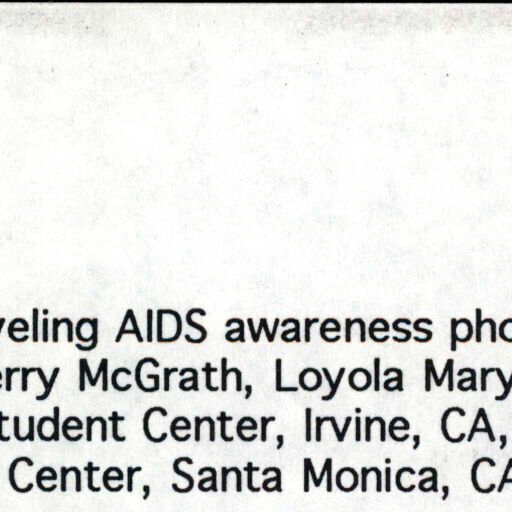 veling AIDS awareness pho
erry McGrath, Loyola Mary
tudent Center, Irvine, CA,
Center, Santa Monica, CA